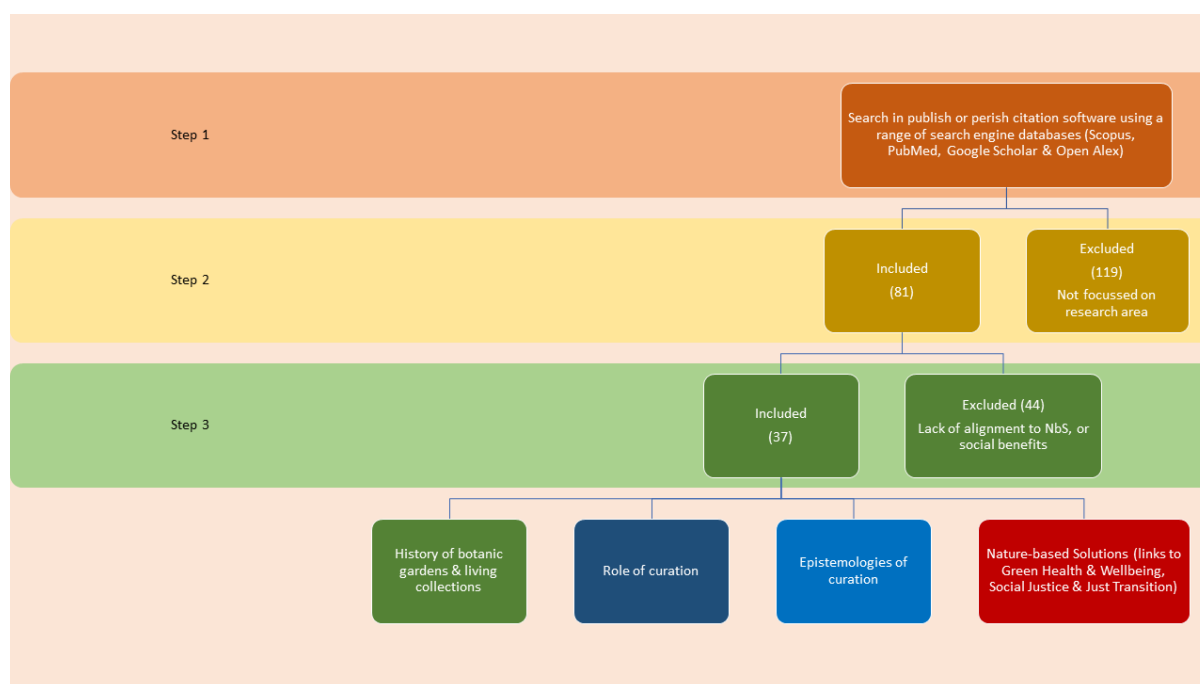 Step 1
Search in publish or perish citation software using a
range of search engine databases (Scopus,
PubMed, Google Scholar & Open Alex)
Step 2
Included
(81)
Excluded
(119)
Not focussed on
research area
Step 3
Included
(37)
Excluded (44)
Lack of alignment to NbS, or
social benefits
History of botanic
gardens & living
collections
Role of curation
Epistemologies of
curation
Nature-based Solutions (links to
Green Health & Wellbeing,
Social Justice & Just Transition)